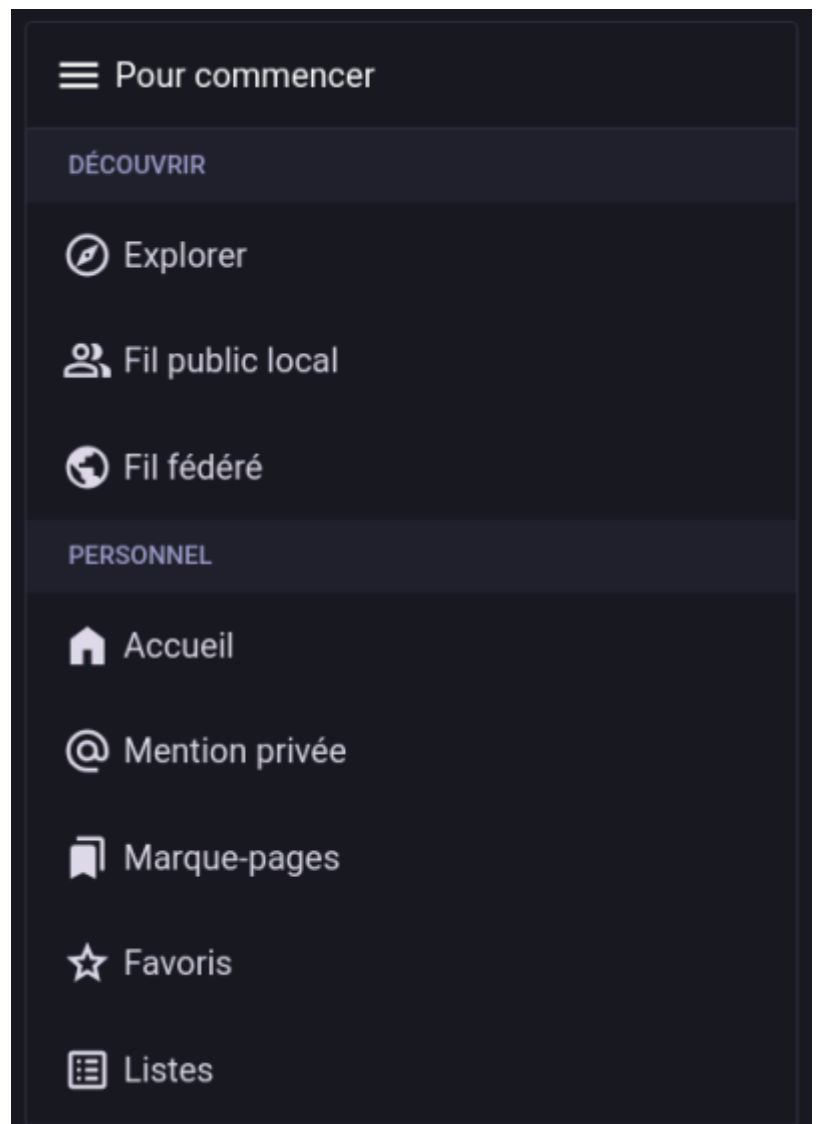 Pour commencer
DÉCOUVRIR
Explorer
Fil public local
Fil fédéré
PERSONNEL
Accueil
Mention privée
Marque-pages
Favoris
Listes